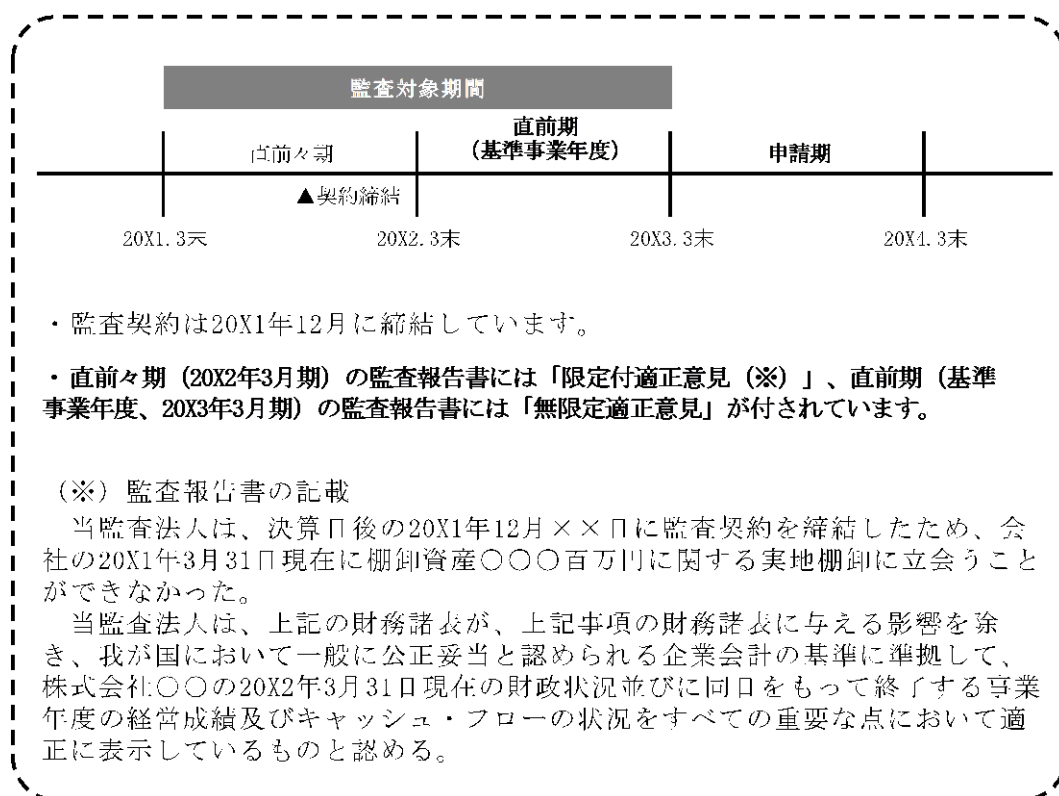 監査対象期間
直前々期
直前期
(基準事業年度)
申請期
▲契約締結
20X1.3末
20X2.3末
20X3.3末
20X4.3末
・監査契約は20X1年12月に締結しています。
・直前々期（20X2年3月期）の監査報告書には「限定付適正意見（※）」、直前期（基準
事業年度、20X3年3月期）の監査報告書には「無限定適正意見」が付されています。
（※）監査報告書の記載
当監査法人は、決算日後の20X1年12月××日に監査契約を締結したため、会
社の20X1年3月31日現在に棚卸資産○○○百万円に関する実地棚卸に立会うこと
ができなかった。
当監査法人は、上記の財務諸表が、上記事項の財務諸表に与える影響を除
き、我が国において一般に公正妥当と認められる企業会計の基準に準拠して、
株式会社○○の20X2年3月31日現在の財政状況並びに同日をもって終了する事業
年度の経営成績及びキャッシュ・フローの状況をすべての重要な点において適
正に表示しているものと認める。